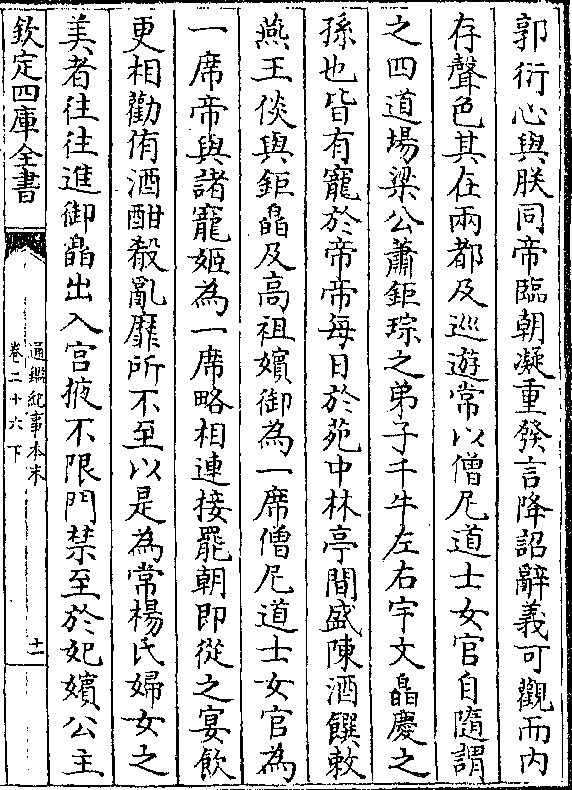 郭衍心與朕同帝臨朝凝重發言降詔辭義可觀而内
存聲色其在兩都及巡遊常以僧尼道士女官自隨謂
之四道場梁公蕭鉅琮之弟子千牛左右宇文皛慶之
孫也皆有寵於帝帝每日於苑中林亭間盛陳酒饌敕
燕王倓與鉅皛及高祖嬪御為一席僧尼道士女官為
一席帝與諸寵姬為一席略相連接罷朝即從之宴飲
更相勸侑酒酣殽亂靡所不至以是為常楊氏婦女之
美者往往進御皛出入宫掖不限門禁至於妃嬪公主
欽定四庫全書
通鑑紀事本末
卷二十六下
十一